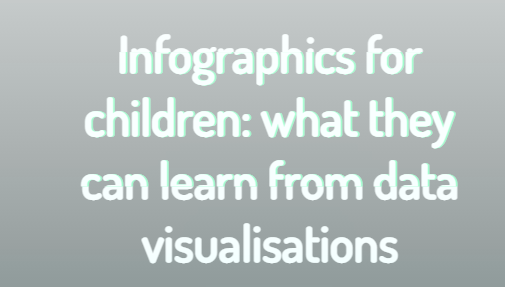 Infographics for
children: what they
can learn from data
visualisations